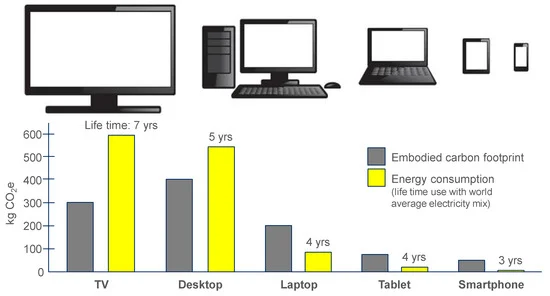 Life time: 7 yrs
5 yrs
4 yrs
4 yrs
3 yrs
Embodied carbon footprint
Energy consumption
(life time use with world
average electricity mix)
kg CO₂e
600
500
400
300
200
100
0
TV
Desktop
Laptop
Tablet
Smartphone